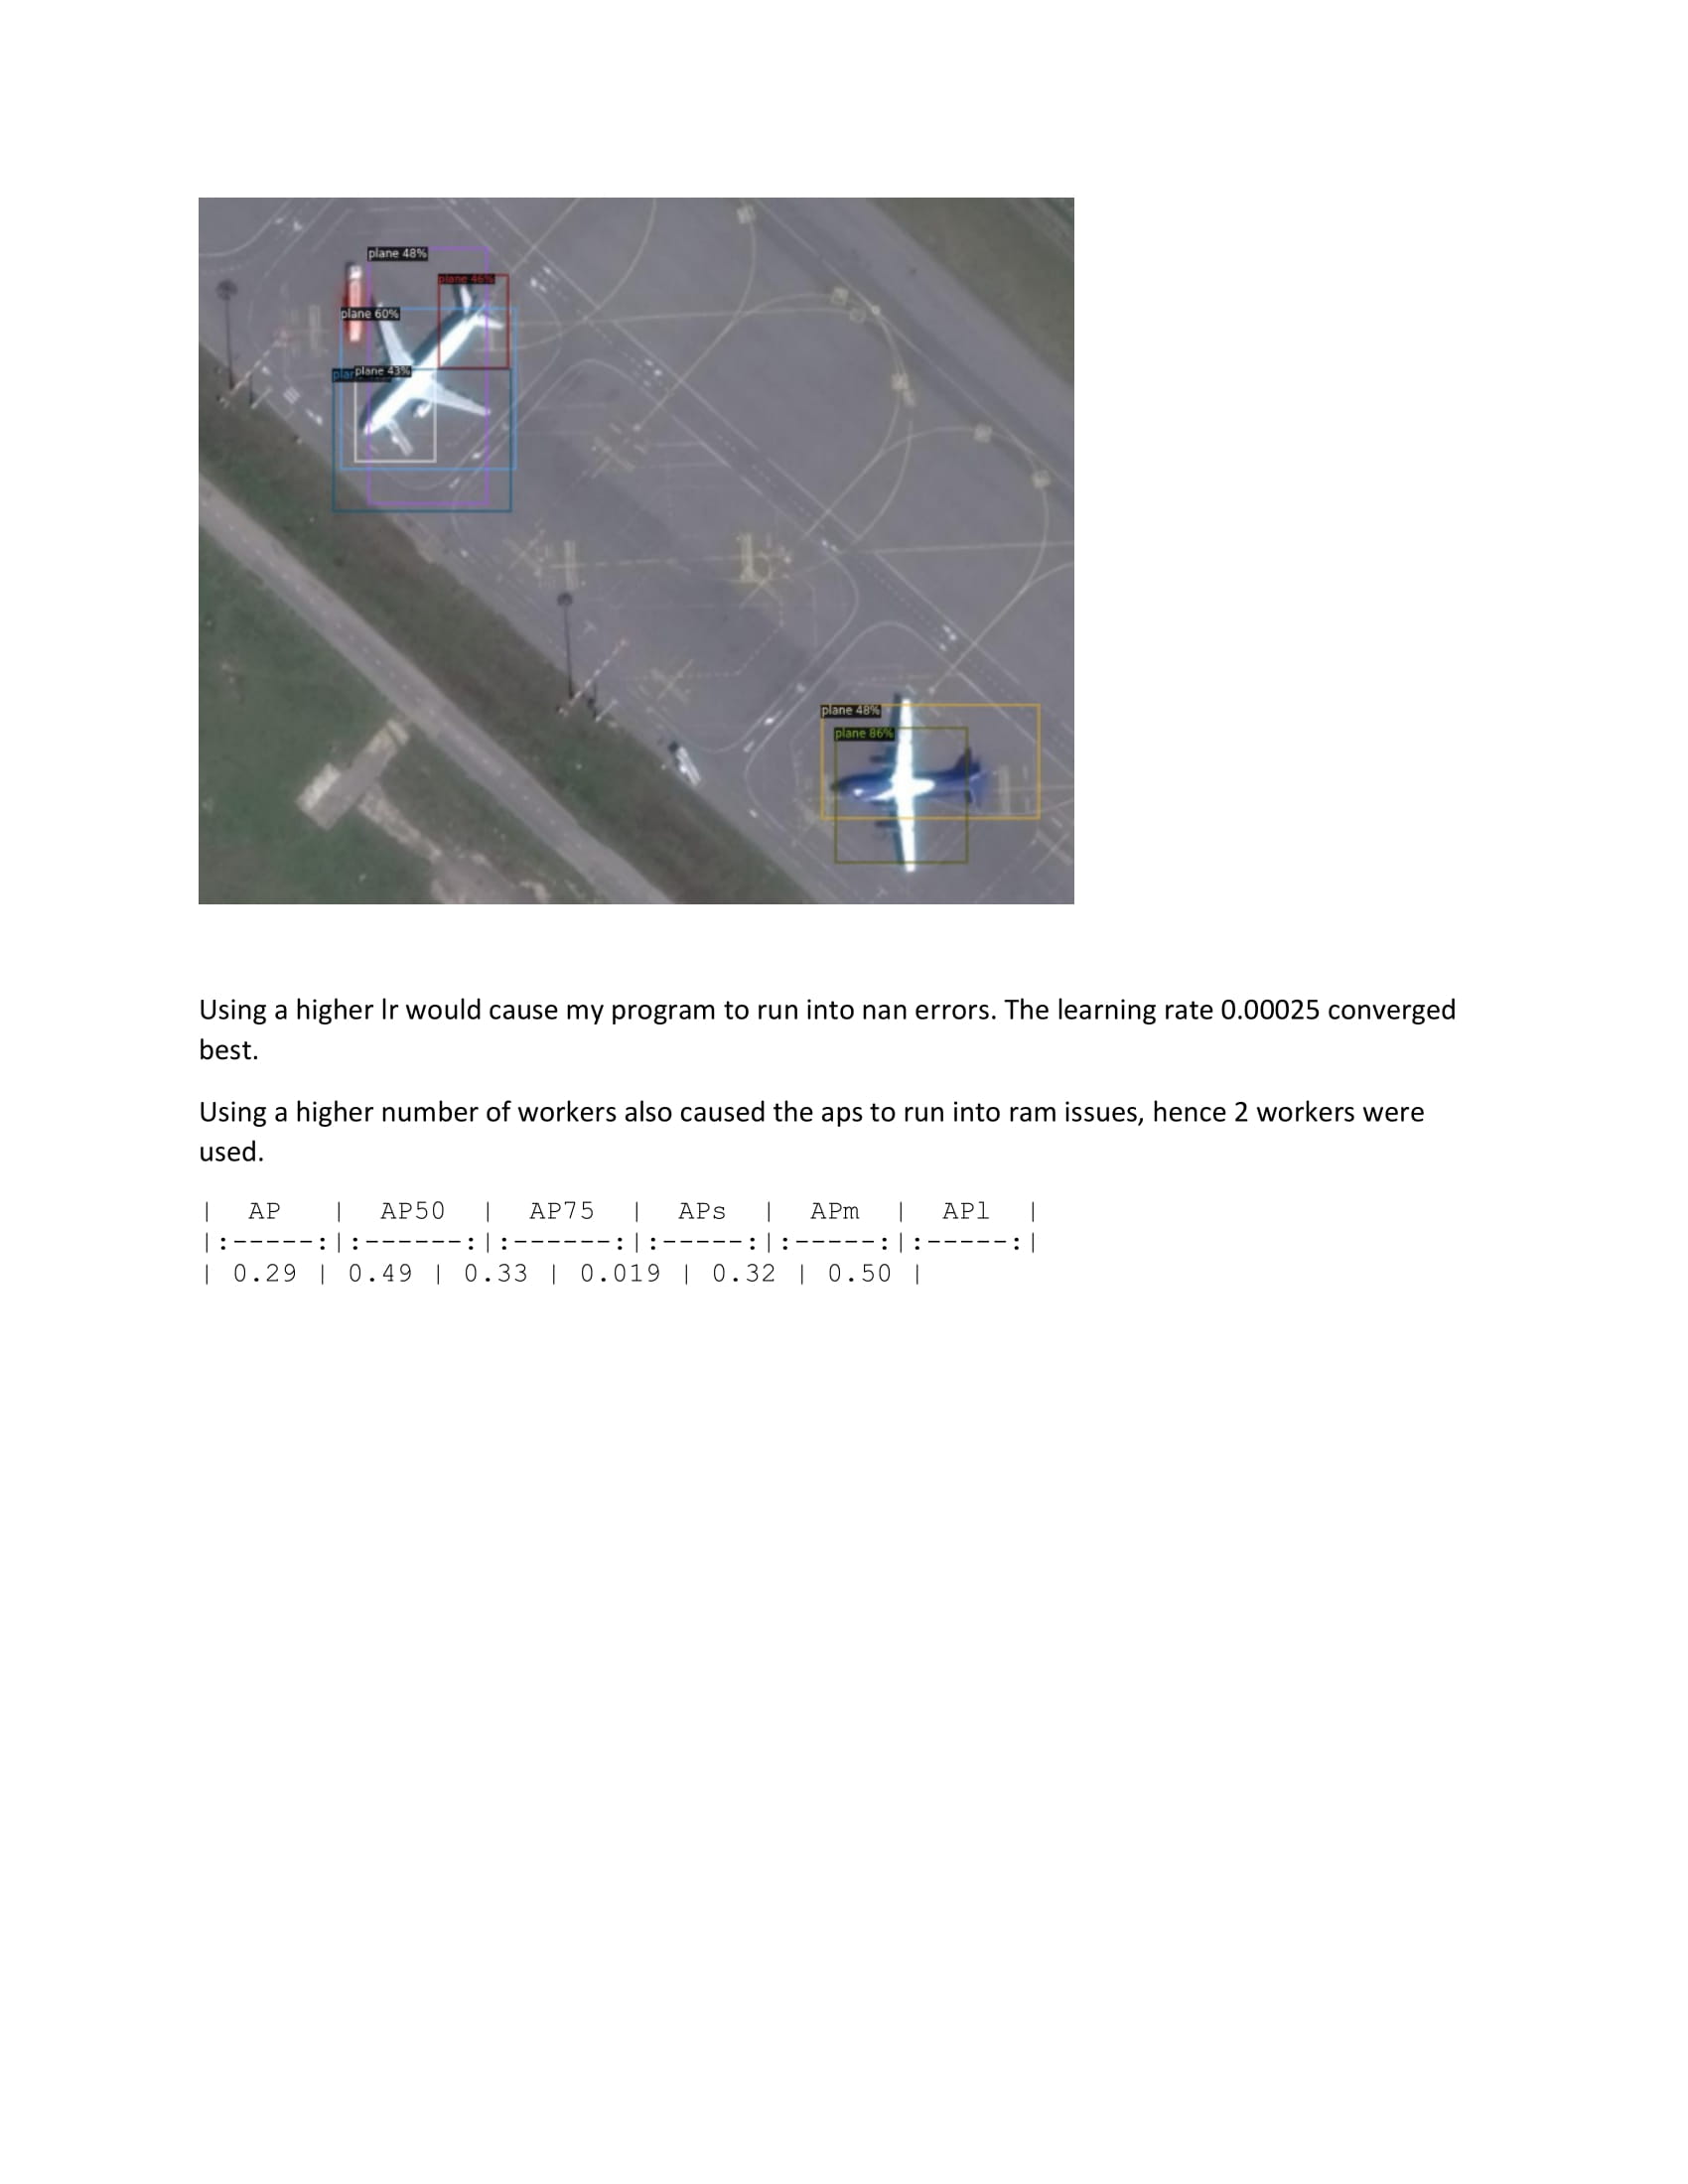 plane 48%
plane 46%
plane 60%
plane 43%
plane 48%
plane 86%
Using a higher lr would cause my program to run into nan errors. The learning rate 0.00025 converged
best.
Using a higher number of workers also caused the aps to run into ram issues, hence 2 workers were
used.
| AP | AP50 | AP75 | APs | APm | APl |
|:-----:|:------:|:------:|:-----:|:-----:|:-----:|
| 0.29 | 0.49 | 0.33 | 0.019 | 0.32 | 0.50 |